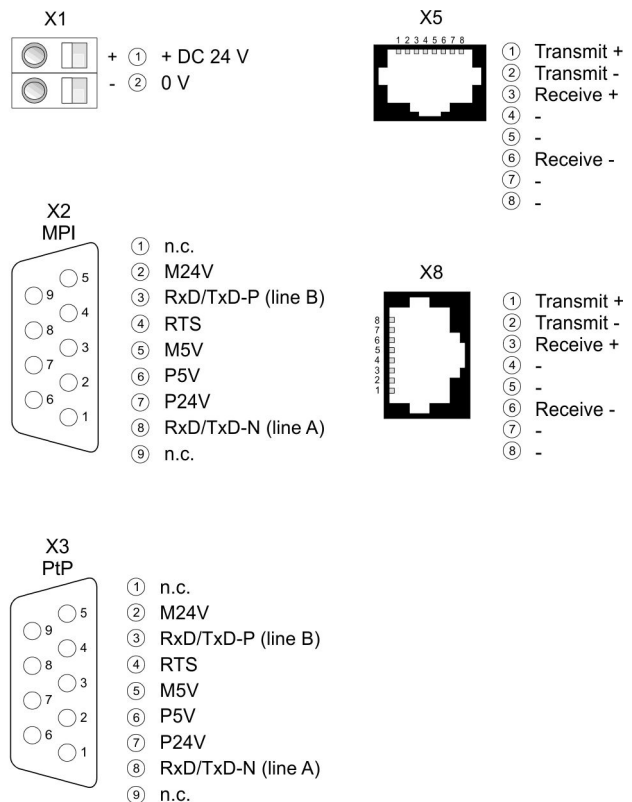 X1
+ ① + DC 24 V
- ② 0 V
X5
1 2 3 4 5 6 7 8
① Transmit +
② Transmit -
③ Receive +
④ -
⑤ -
⑥ Receive -
⑦ -
⑧ -
X2
MPI
5
9
4
8
3
7
2
6
1
① n.c.
② M24V
③ RxD/TxD-P (line B)
④ RTS
⑤ M5V
⑥ P5V
⑦ P24V
⑧ RxD/TxD-N (line A)
⑨ n.c.
X8
8
7
6
5
4
3
2
1
① Transmit +
② Transmit -
③ Receive +
④ -
⑤ -
⑥ Receive -
⑦ -
⑧ -
X3
PtP
5
9
4
8
3
7
2
6
1
① n.c.
② M24V
③ RxD/TxD-P (line B)
④ RTS
⑤ M5V
⑥ P5V
⑦ P24V
⑧ RxD/TxD-N (line A)
⑨ n.c.